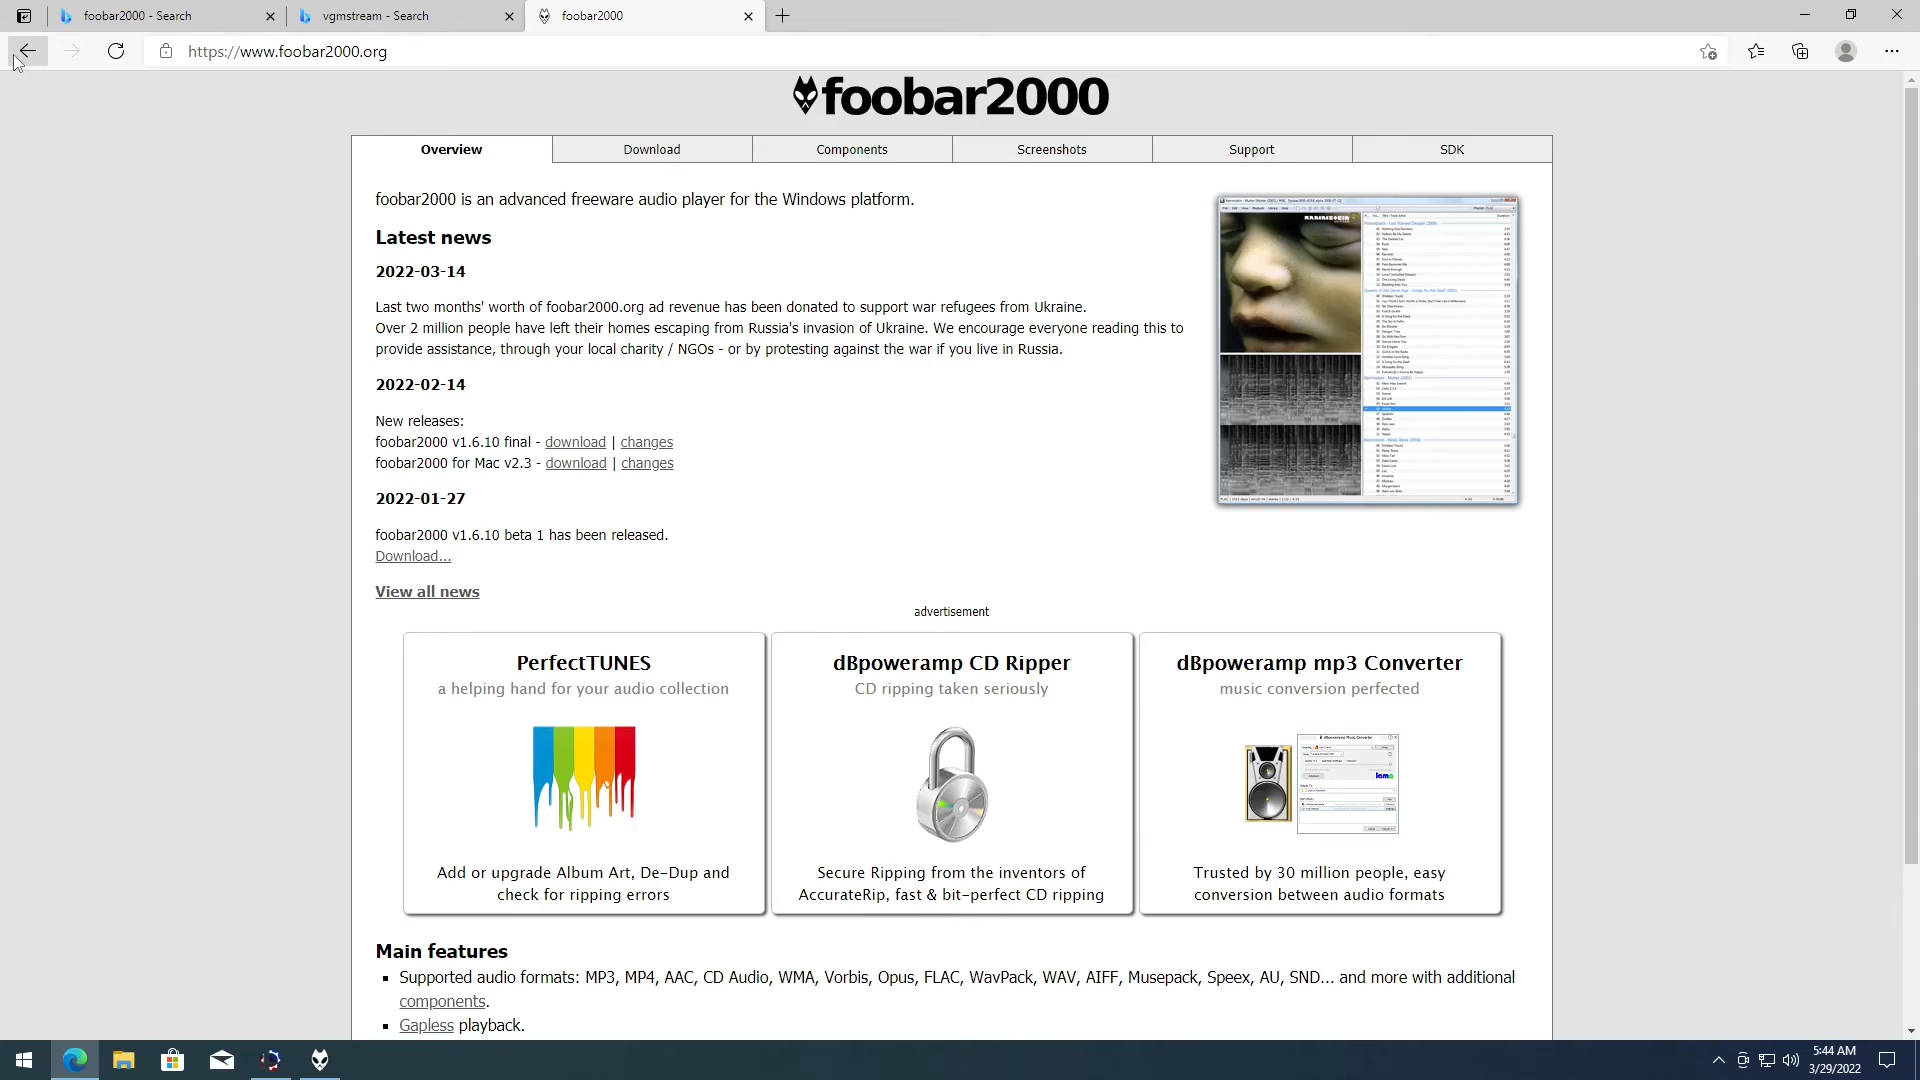 foobar2000 - Search
vgmstream - Search
foobar2000
https://www.foobar2000.org
foobar2000
Overview
Download
Components
Screenshots
Support
SDK
foobar2000 is an advanced freeware audio player for the Windows platform.
Latest news
2022-03-14
Last two months' worth of foobar2000.org ad revenue has been donated to support war refugees from Ukraine.
Over 2 million people have left their homes escaping from Russia's invasion of Ukraine. We encourage everyone reading this to
provide assistance, through your local charity / NGOs - or by protesting against the war if you live in Russia.
2022-02-14
New releases:
foobar2000 v1.6.10 final - download | changes
foobar2000 for Mac v2.3 - download | changes
2022-01-27
foobar2000 v1.6.10 beta 1 has been released.
Download...
View all news
advertisement
PerfectTUNES
a helping hand for your audio collection
Add or upgrade Album Art, De-Dup and
check for ripping errors
dBpoweramp CD Ripper
CD ripping taken seriously
Secure Ripping from the inventors of
AccurateRip, fast & bit-perfect CD ripping
dBpoweramp mp3 Converter
music conversion perfected
Trusted by 30 million people, easy
conversion between audio formats
Main features
Supported audio formats: MP3, MP4, AAC, CD Audio, WMA, Vorbis, Opus, FLAC, WavPack, WAV, AIFF, Musepack, Speex, AU, SND... and more with additional
components.
Gapless playback.
5:44 AM
3/29/2022